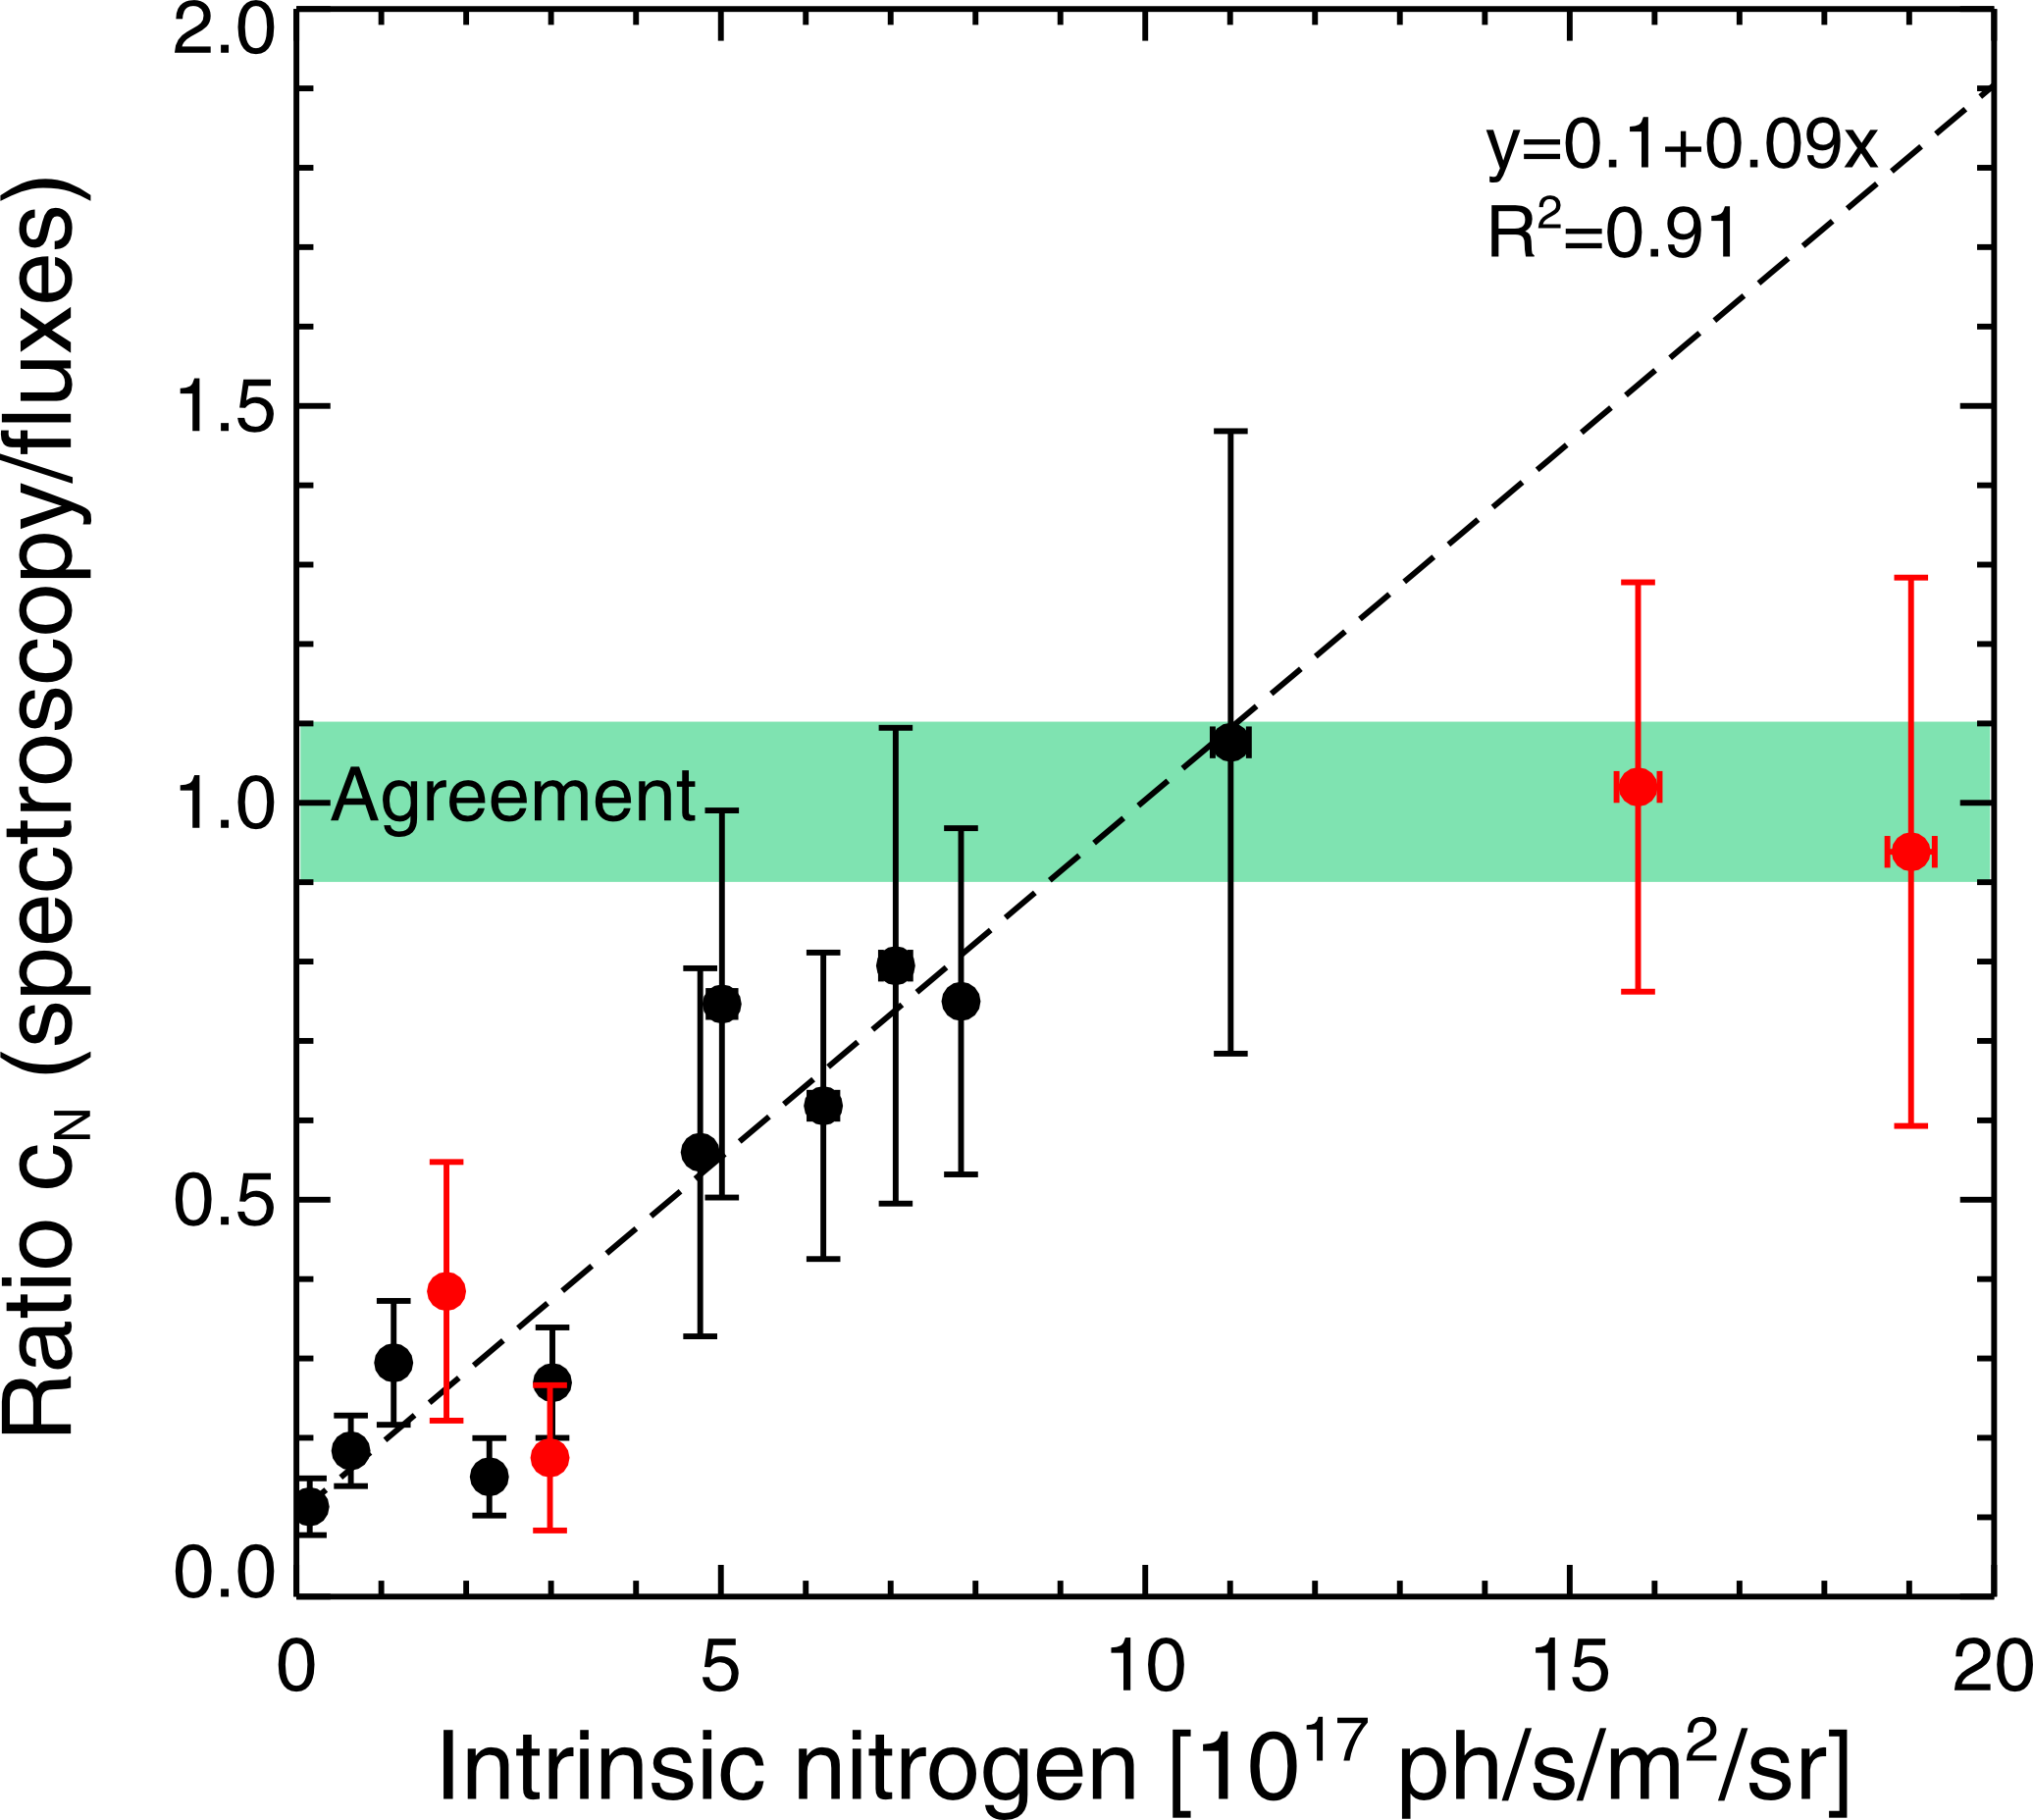 2.0
y=0.1+0.09x
R²=0.91
1.5
1.0
Agreement
0.5
0.0
Ratio c_N (spectroscopy/fluxes)
0 5 10 15 20
Intrinsic nitrogen [10¹⁷ ph/s/m²/sr]